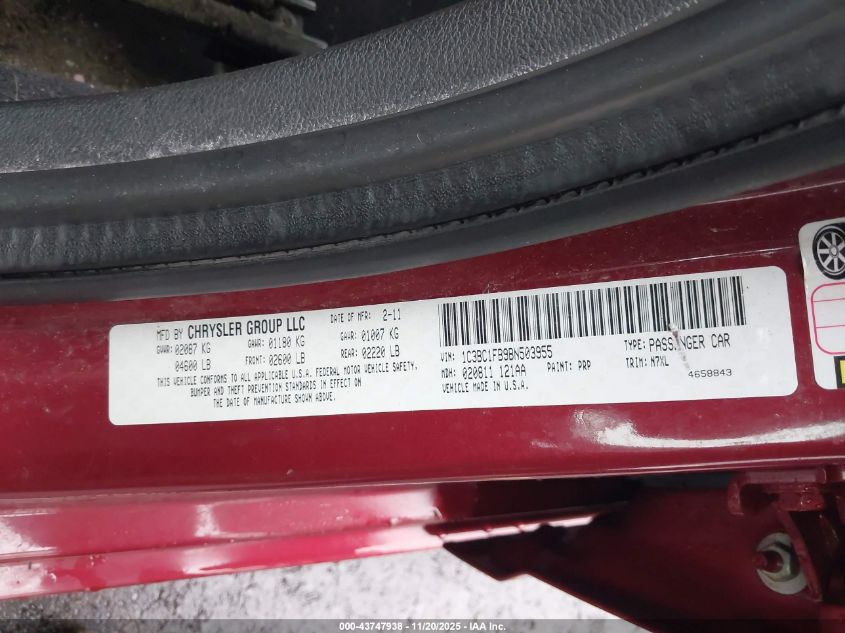 MFD BY CHRYSLER GROUP LLC DATE OF MFR: 2-11
GVWR: 02087 KG GAWR: 01180 KG GAWR: 01007 KG
04600 LB FRONT: 02600 LB REAR: 02220 LB
THIS VEHICLE CONFORMS TO ALL APPLICABLE U.S.A. FEDERAL MOTOR VEHICLE SAFETY,
BUMPER AND THEFT PREVENTION STANDARDS IN EFFECT ON
THE DATE OF MANUFACTURE SHOWN ABOVE.
VIN: 1C3BC1FB9BN503955 TYPE: PASSENGER CAR
MDH: 020811 121AA PAINT: PRP TRIM: N7XL
VEHICLE MADE IN U.S.A. 4658843
000-43747938 - 11/20/2025 - IAA Inc.